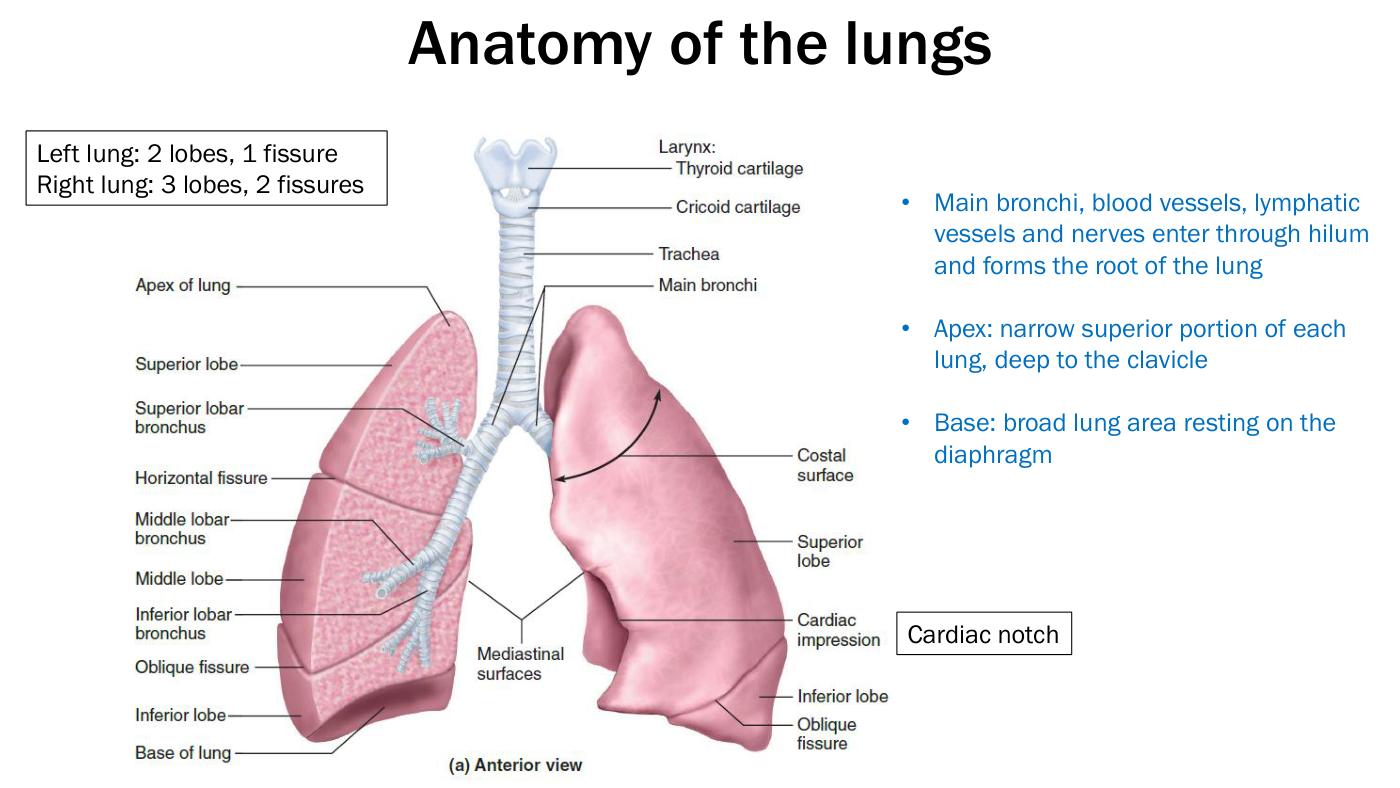 Anatomy of the lungs
Left lung: 2 lobes, 1 fissure
Right lung: 3 lobes, 2 fissures
Larynx:
Thyroid cartilage
Cricoid cartilage
Trachea
Main bronchi
Apex of lung
Superior lobe
Superior lobar
bronchus
Horizontal fissure
Middle lobar
bronchus
Middle lobe
Inferior lobar
bronchus
Oblique fissure
Inferior lobe
Base of lung
Mediastinal
surfaces
Costal
surface
Superior
lobe
Cardiac
impression
Cardiac notch
Inferior lobe
Oblique
fissure
(a) Anterior view
• Main bronchi, blood vessels, lymphatic
vessels and nerves enter through hilum
and forms the root of the lung
• Apex: narrow superior portion of each
lung, deep to the clavicle
• Base: broad lung area resting on the
diaphragm